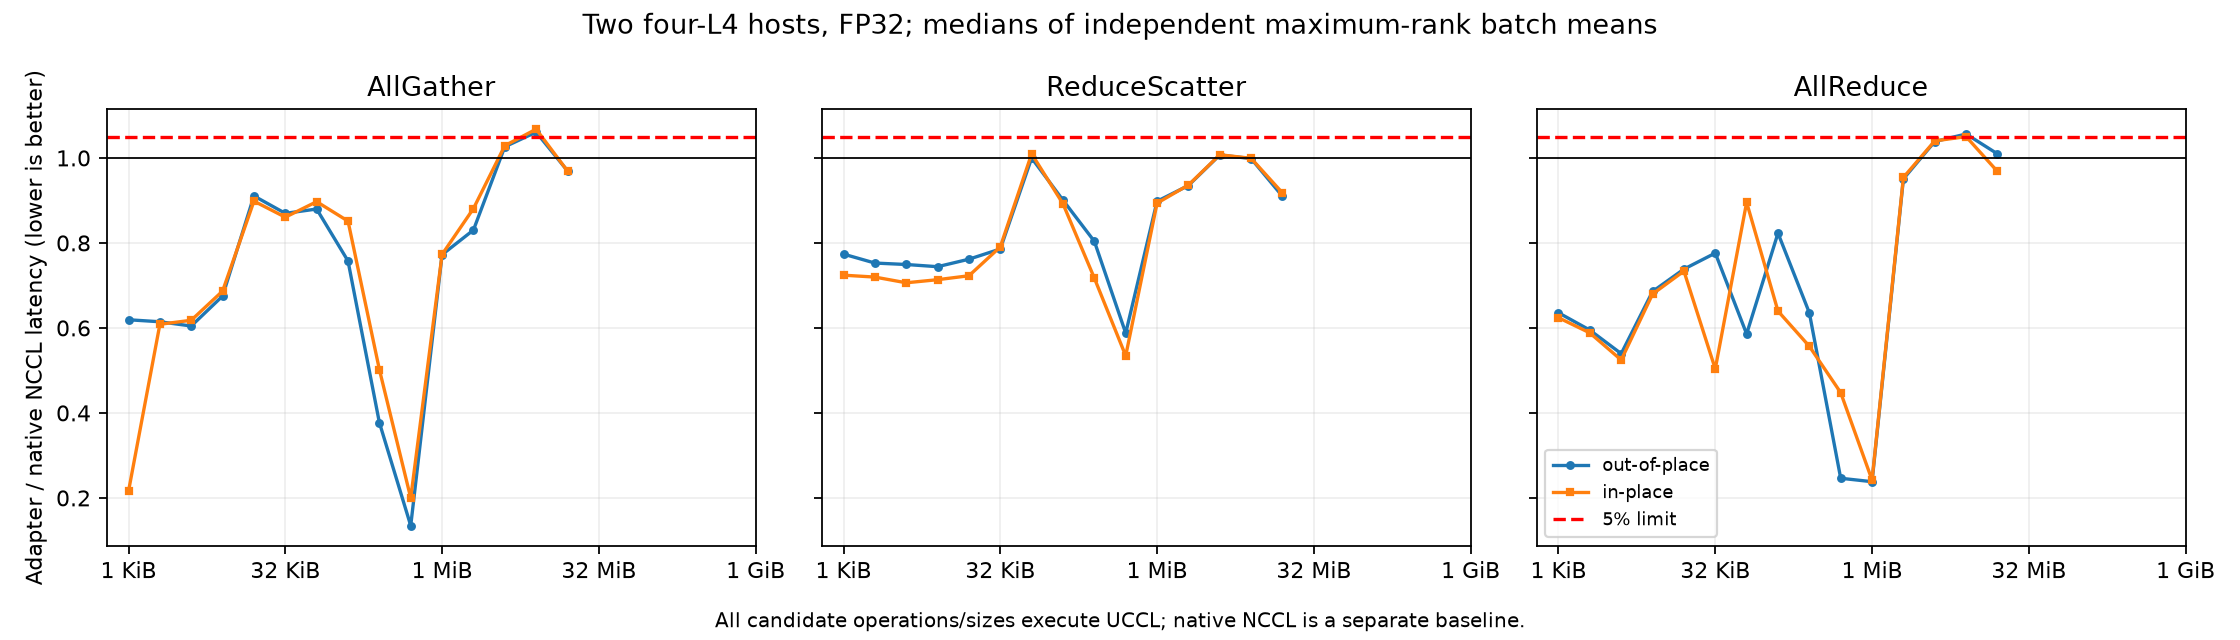 Two four-L4 hosts, FP32; medians of independent maximum-rank batch means
Adapter / native NCCL latency (lower is better)
AllGather
1.0
0.8
0.6
0.4
0.2
1 KiB
32 KiB
1 MiB
32 MiB
1 GiB
ReduceScatter
1 KiB
32 KiB
1 MiB
32 MiB
1 GiB
AllReduce
out-of-place
in-place
5% limit
1 KiB
32 KiB
1 MiB
32 MiB
1 GiB
All candidate operations/sizes execute UCCL; native NCCL is a separate baseline.